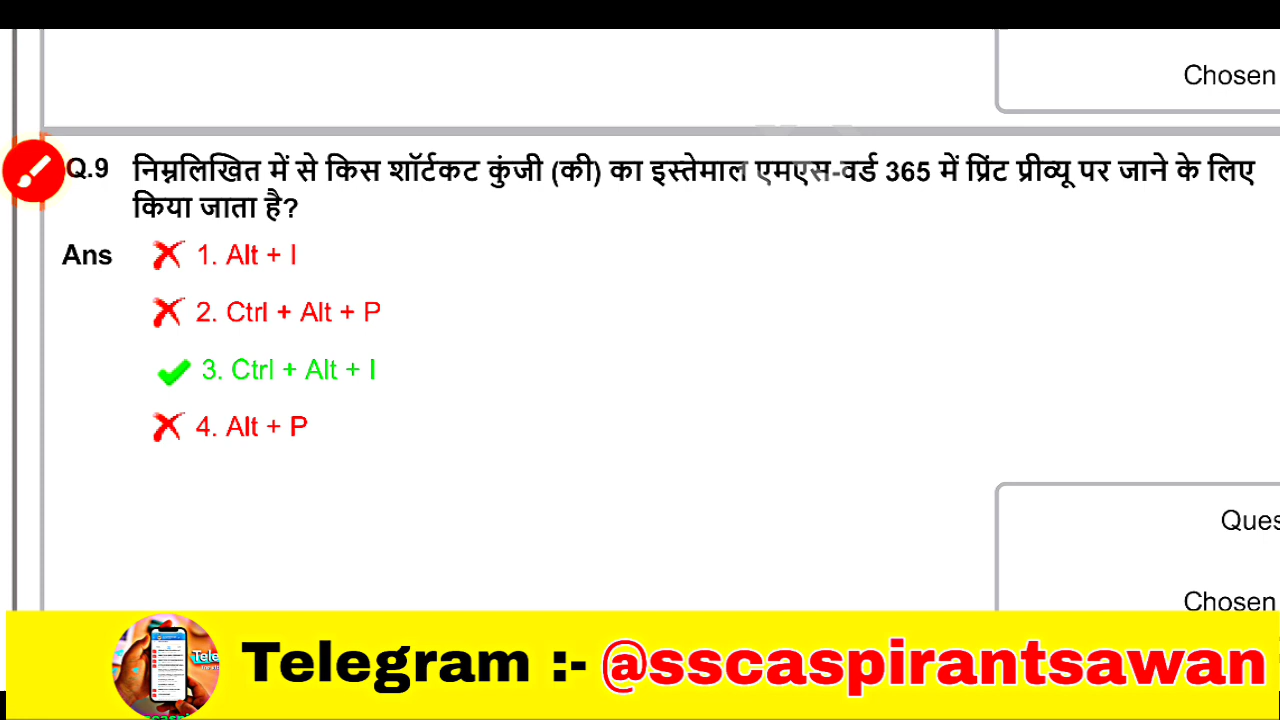 Chosen
Q.9 निम्नलिखित में से किस शॉर्टकट कुंजी (की) का इस्तेमाल एमएस-वर्ड 365 में प्रिंट प्रीव्यू पर जाने के लिए
किया जाता है?
Ans 1. Alt + I
2. Ctrl + Alt + P
3. Ctrl + Alt + I
4. Alt + P
Ques
Chosen
Telegram :- @sscaspirantsawan